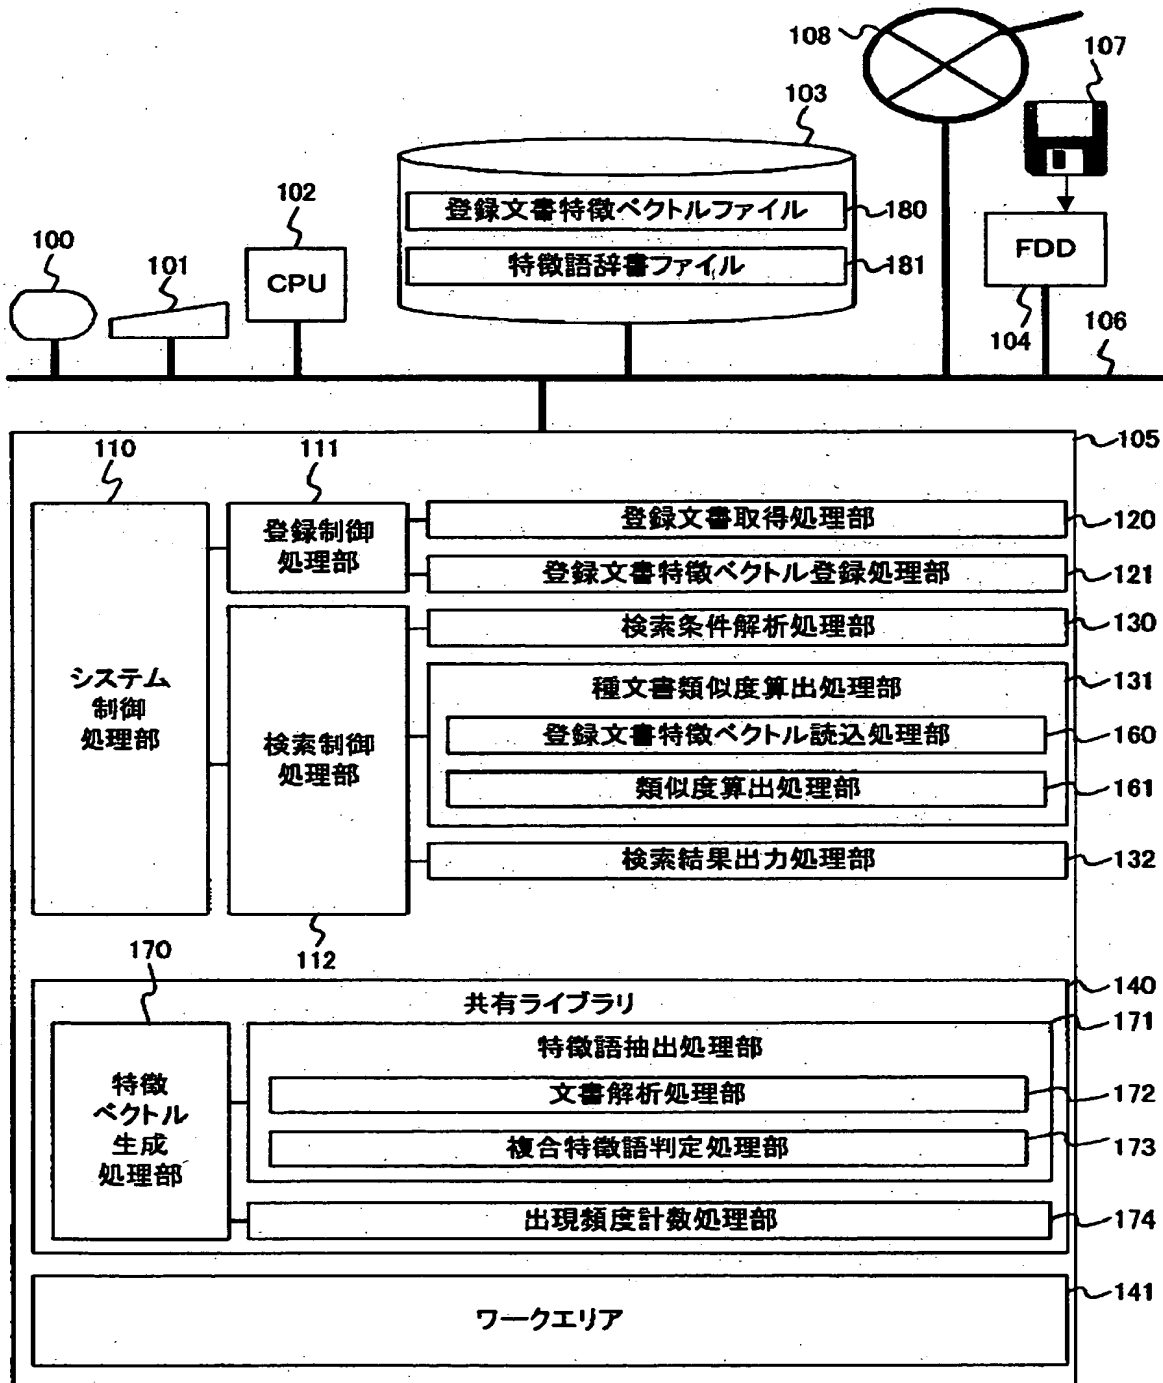 108
107
103
102
登録文書特徴ベクトルファイル
180
100
CPU
FDD
101
特徴語辞書ファイル
181
104
106
110
111
105
登録制御
処理部
登録文書取得処理部
120
登録文書特徴ベクトル登録処理部
121
検索条件解析処理部
130
システム
制御
処理部
検索制御
処理部
種文書類似度算出処理部
131
登録文書特徴ベクトル読込処理部
160
類似度算出処理部
161
検索結果出力処理部
132
112
170
共有ライブラリ
140
特徴
ベクトル
生成
処理部
特徴語抽出処理部
171
文書解析処理部
172
複合特徴語判定処理部
173
出現頻度計数処理部
174
ワークエリア
141